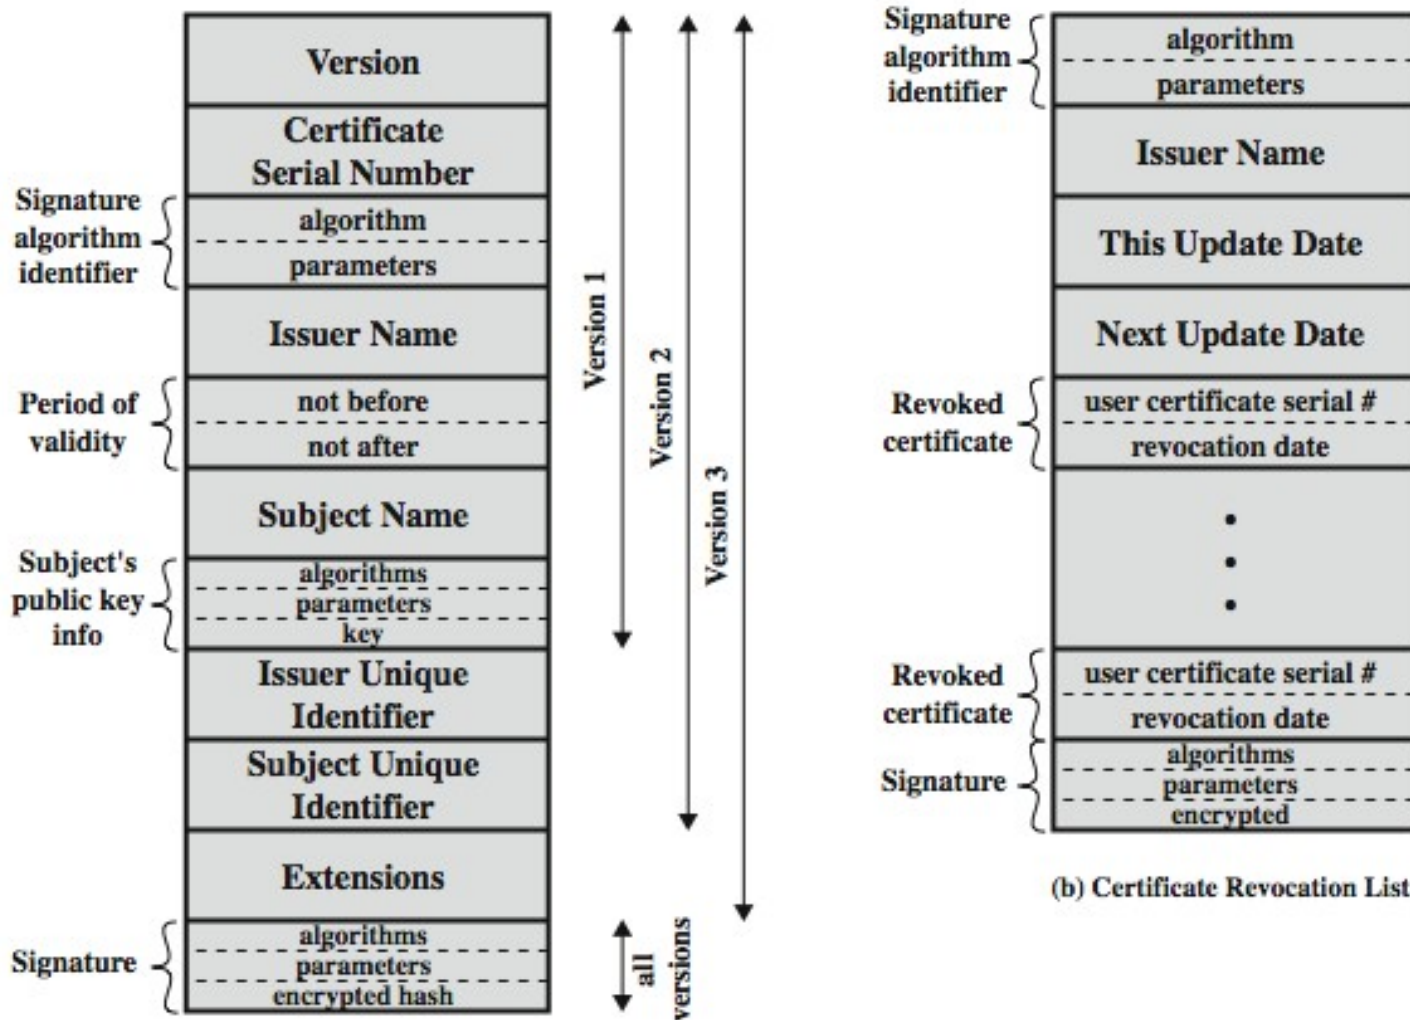 Version
Certificate
Serial Number
Signature
algorithm
identifier
algorithm
parameters
Issuer Name
Period of
validity
not before
not after
Subject Name
Subject's
public key
info
algorithms
parameters
key
Issuer Unique
Identifier
Subject Unique
Identifier
Extensions
Signature
algorithms
parameters
encrypted hash
Version 1
Version 2
Version 3
all
versions
Signature
algorithm
identifier
algorithm
parameters
Issuer Name
This Update Date
Next Update Date
Revoked
certificate
user certificate serial #
revocation date
Revoked
certificate
user certificate serial #
revocation date
Signature
algorithms
parameters
encrypted
(b) Certificate Revocation List